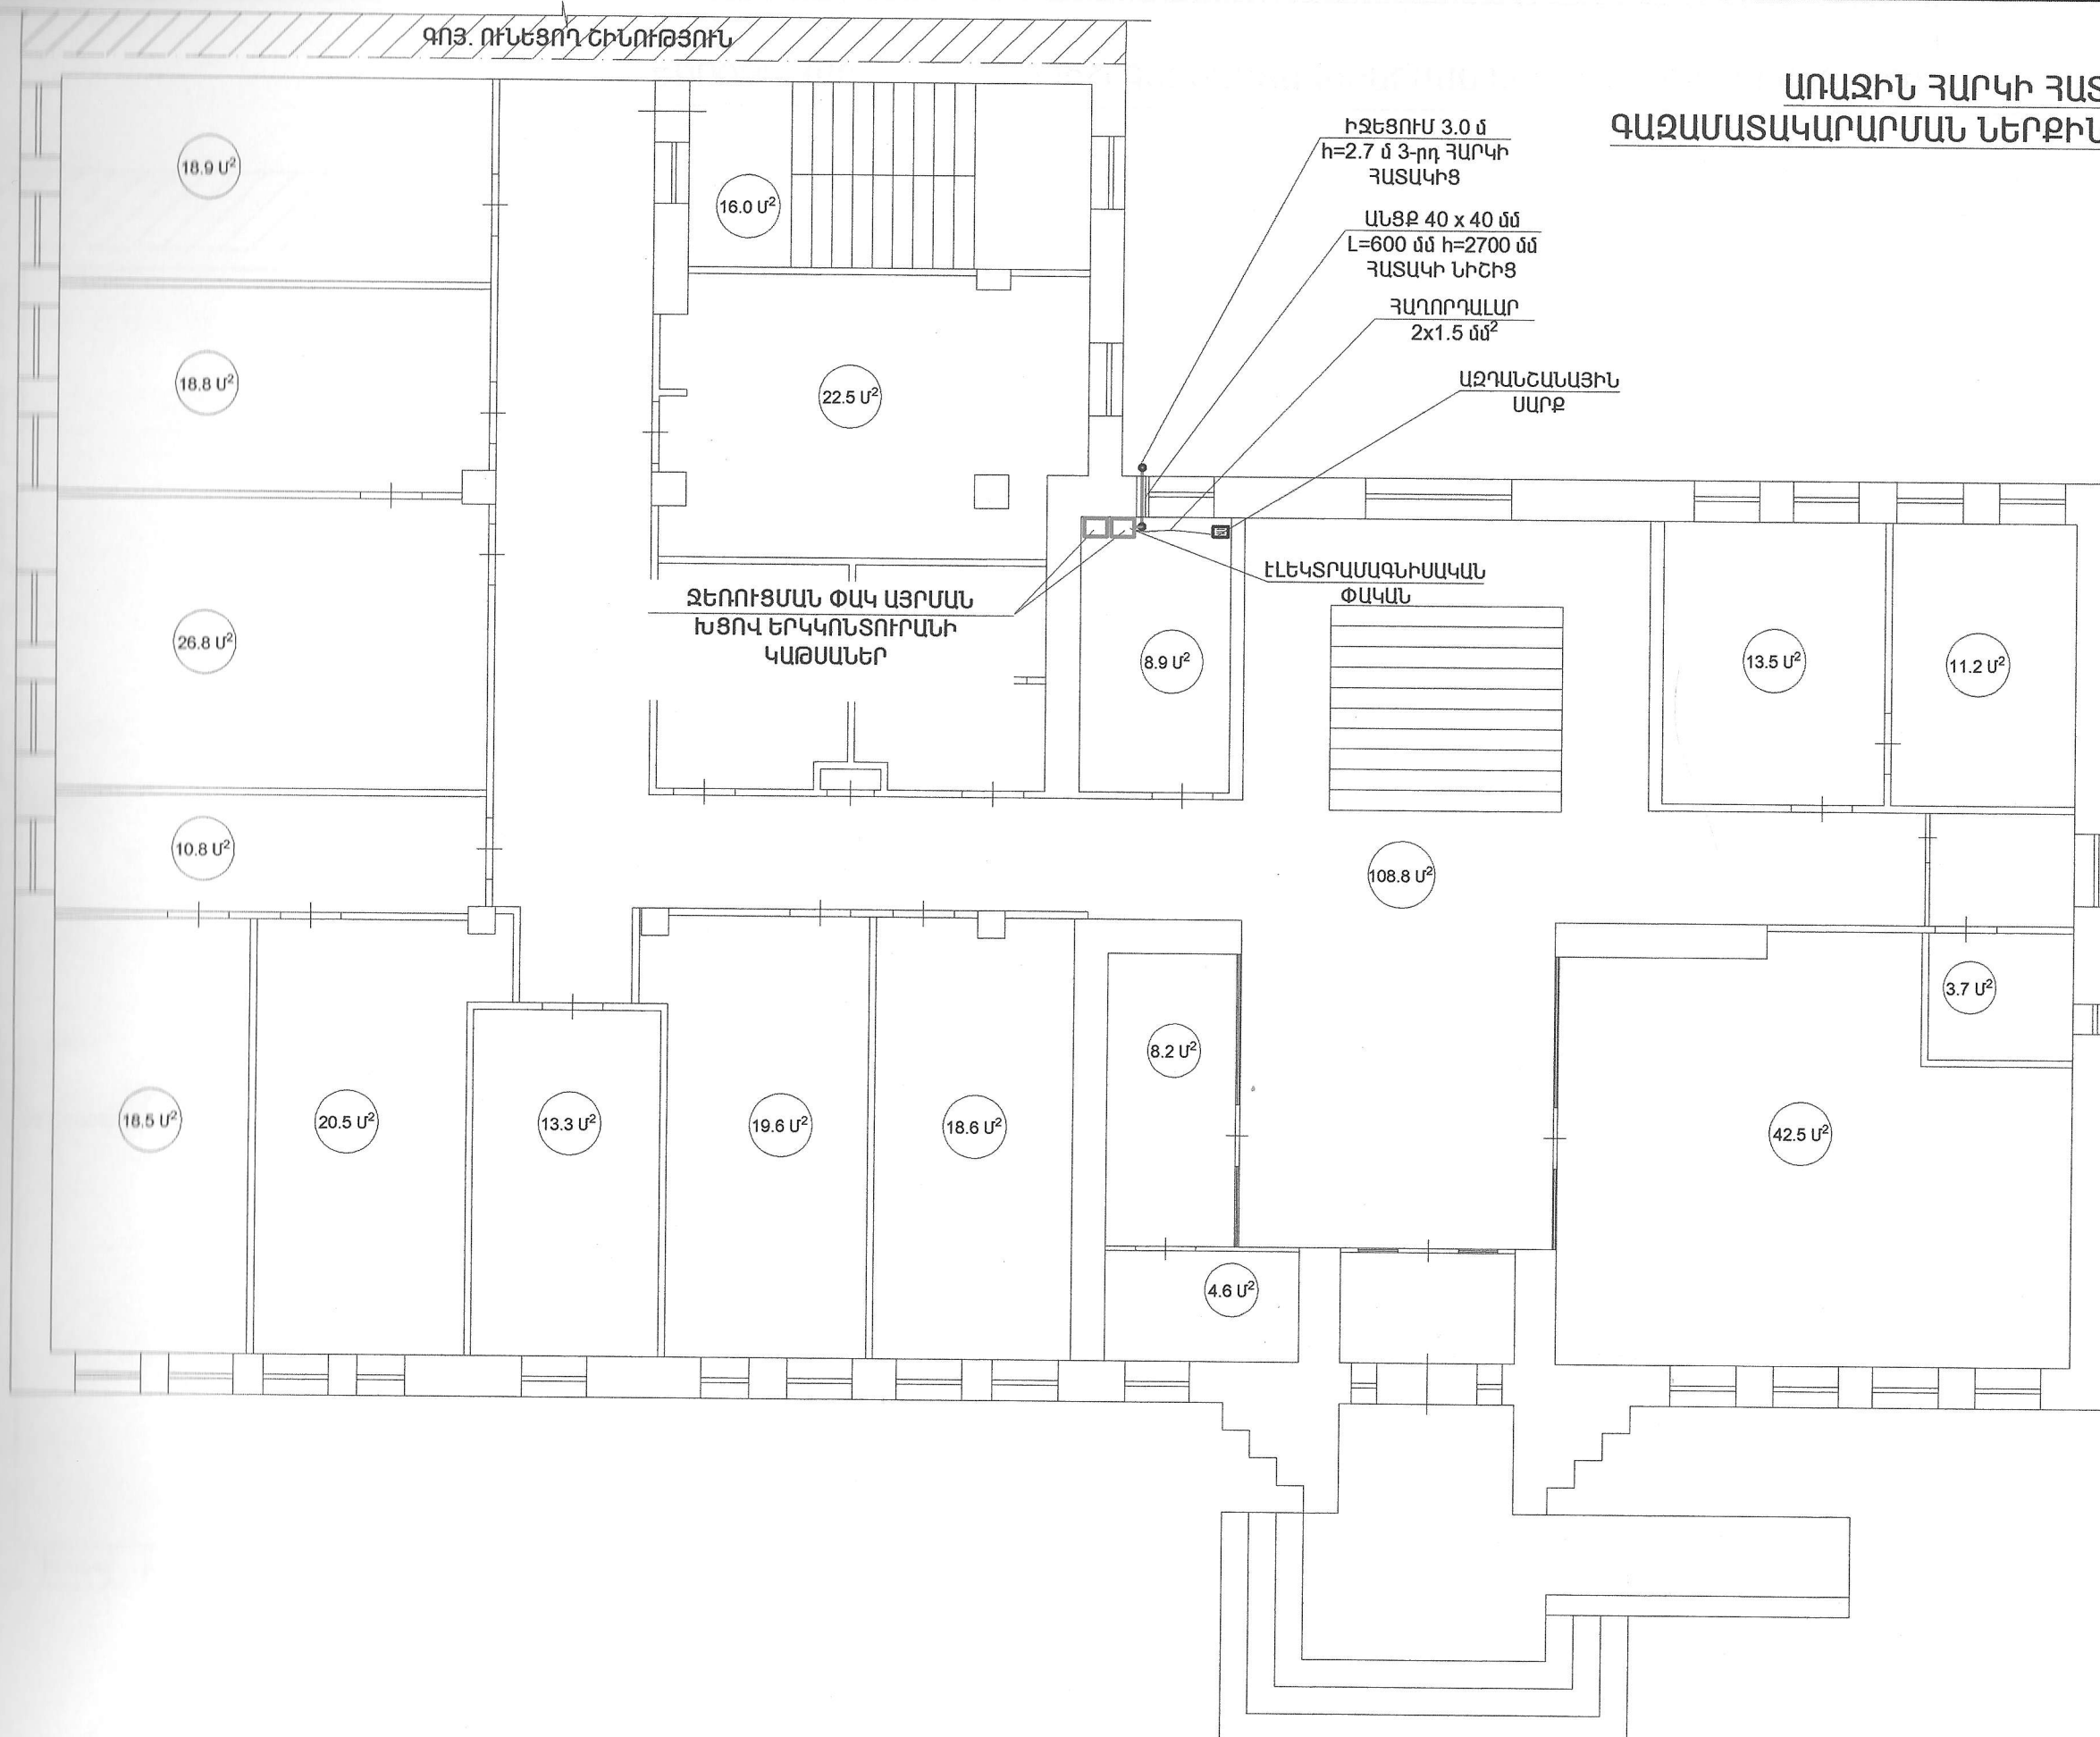 ԳՈՅ. ՈՒՆԵՑՈՂ ՇԻՆՈՒԹՅՈՒՆ
ԱՌԱՋԻՆ ՀԱՐԿԻ
ԳԱԶԱՄԱՏԱԿԱՐԱՐՄԱՆ
ԻՋԵՑՈՒՄ 3.0 մ
h=2.7 մ 3-րդ ՀԱՐԿԻ
ՀԱՏԱԿԻՑ
ԱՆՑՔ 40 x 40 մմ
L=600 մմ h=2700 մմ
ՀԱՏԱԿԻ ՆԻՇԻՑ
ՀԱՂՈՐԴԱԼԱՐ
2x1.5 մմ²
ԱԶԴԱՆՇԱՆԱՅԻՆ
ՍԱՐՔ
ԷԼԵԿՏՐԱՄԱԳՆԻՍԱԿԱՆ
ՓԱԿԱՆ
ՋԵՌՈՒՑՄԱՆ ՓԱԿ ԱՅՐՄԱՆ
ԽՑՈՎ ԵՐԿԿՈՆՏՈՒՐԱՆԻ
ԿԱԹՍԱՆԵՐ
18.9 Մ²
16.0 Մ²
18.8 Մ²
22.5 Մ²
26.8 Մ²
8.9 Մ²
13.5 Մ²
11.2 Մ²
10.8 Մ²
108.8 Մ²
3.7 Մ²
8.2 Մ²
18.5 Մ²
20.5 Մ²
13.3 Մ²
19.6 Մ²
18.6 Մ²
42.5 Մ²
4.6 Մ²